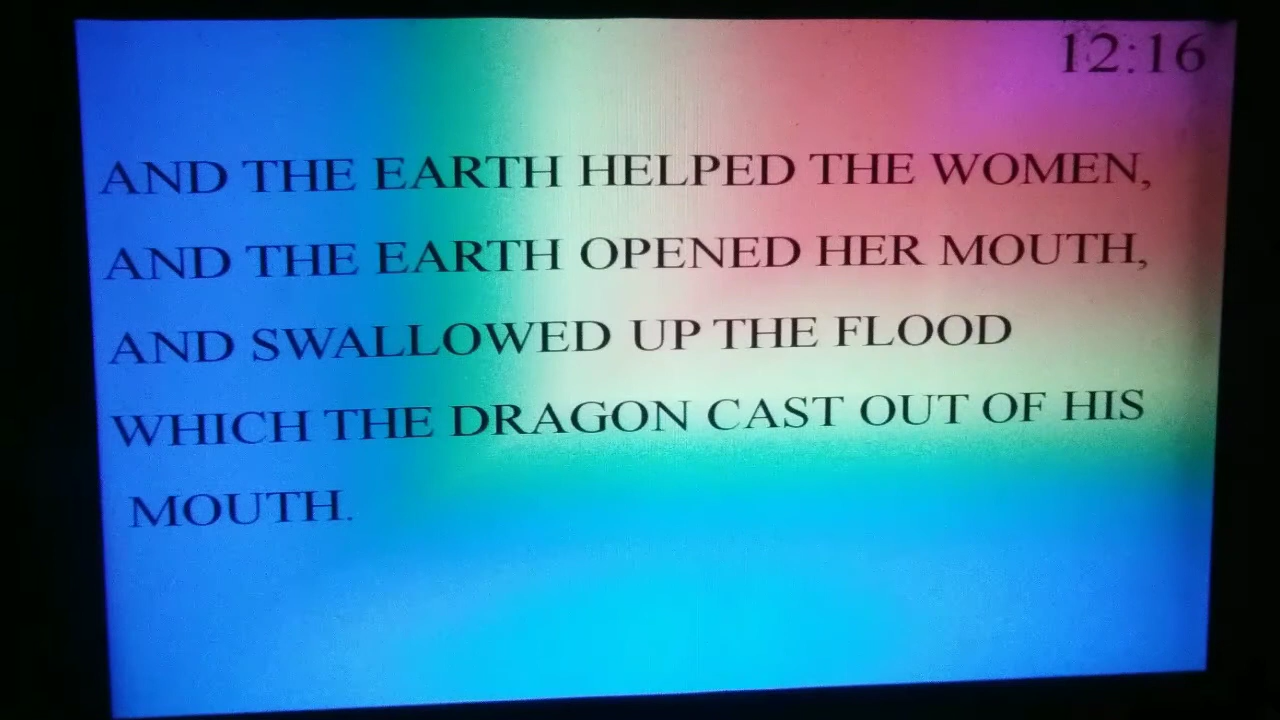 12:16
AND THE EARTH HELPED THE WOMEN,
AND THE EARTH OPENED HER MOUTH,
AND SWALLOWED UP THE FLOOD
WHICH THE DRAGON CAST OUT OF HIS
MOUTH.